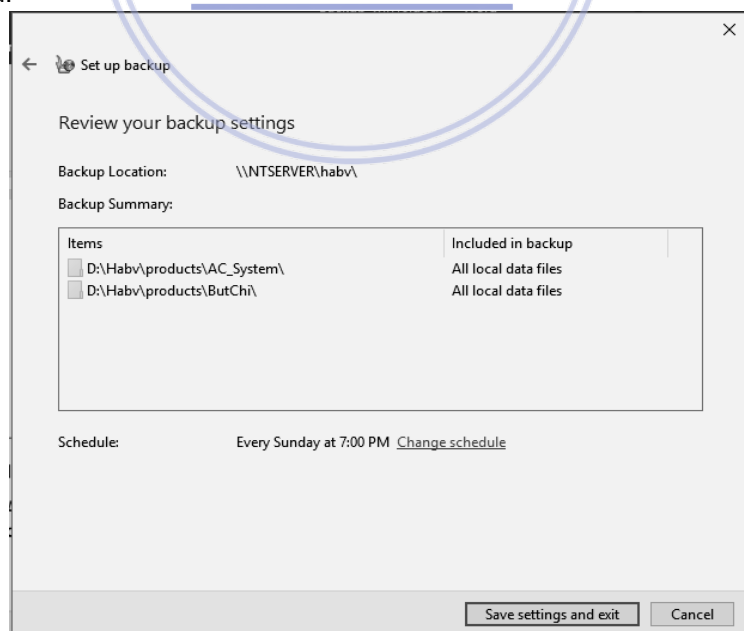 Set up backup
Review your backup settings
Backup Location: \\NTSERVER\habv\
Backup Summary:
Items Included in backup
D:\Habv\products\AC_System\ All local data files
D:\Habv\products\ButChi\ All local data files
Schedule: Every Sunday at 7:00 PM Change schedule
Save settings and exit Cancel